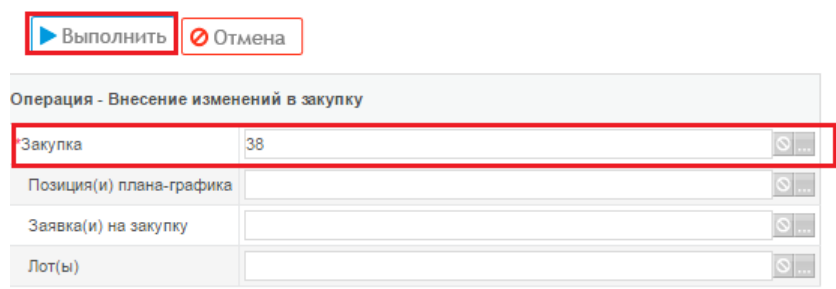 Выполнить Отмена
Операция - Внесение изменений в закупку
*Закупка 38
Позиция(и) плана-графика
Заявка(и) на закупку
Лот(ы)